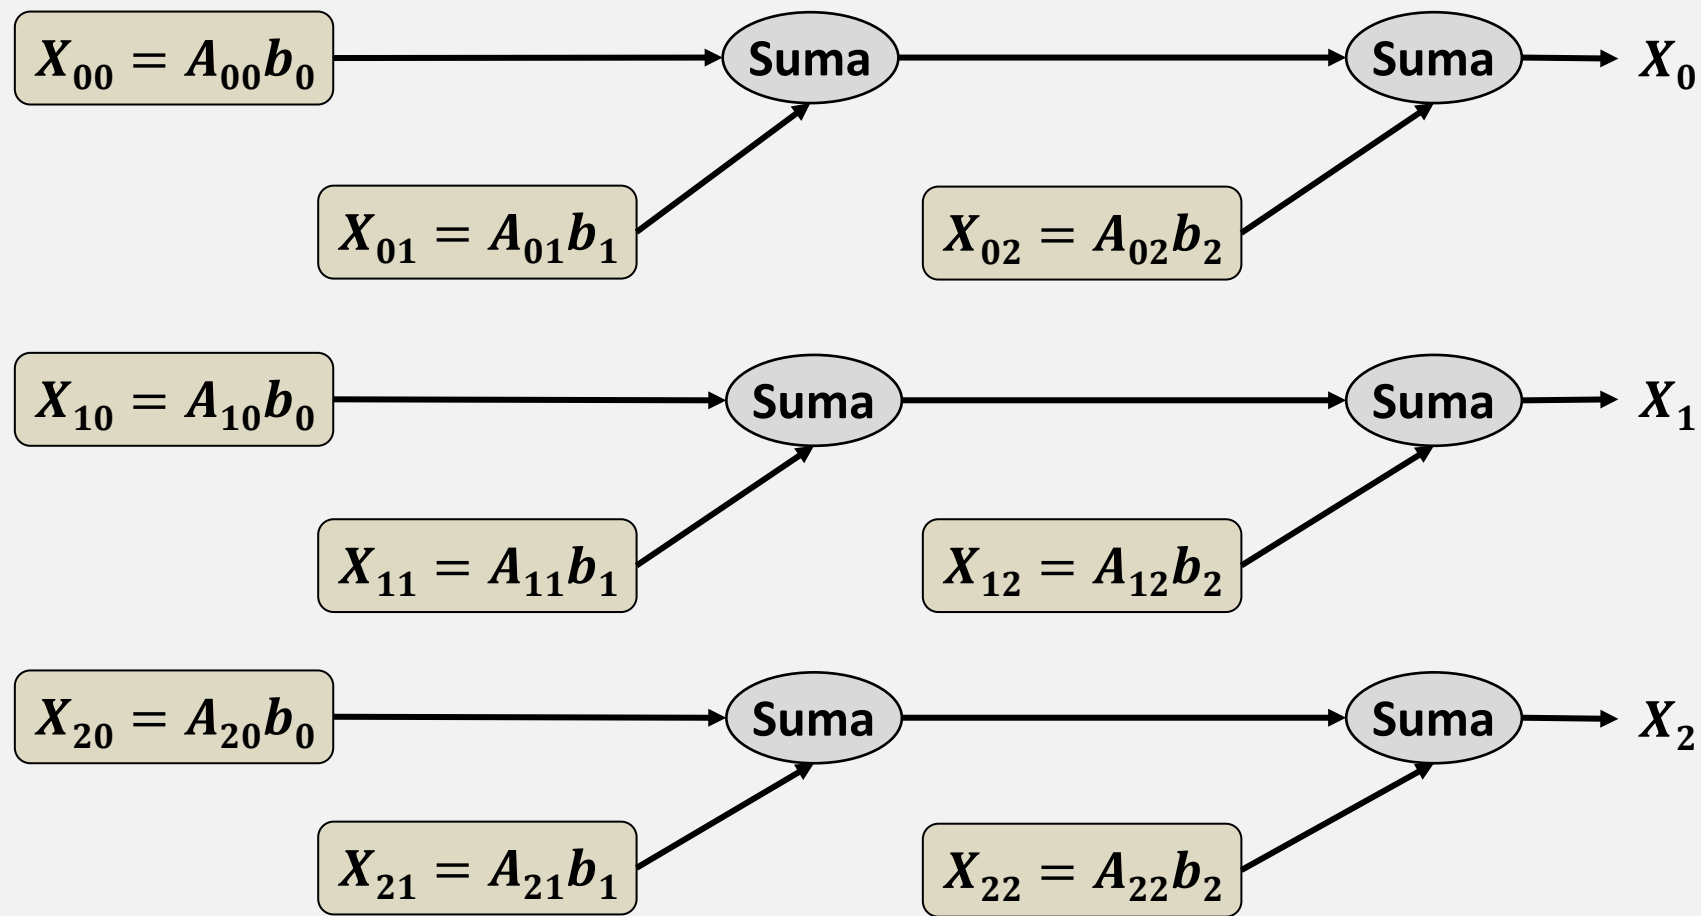 X₀₀ = A₀₀b₀ Suma Suma X₀
X₀₁ = A₀₁b₁ X₀₂ = A₀₂b₂
X₁₀ = A₁₀b₀ Suma Suma X₁
X₁₁ = A₁₁b₁ X₁₂ = A₁₂b₂
X₂₀ = A₂₀b₀ Suma Suma X₂
X₂₁ = A₂₁b₁ X₂₂ = A₂₂b₂